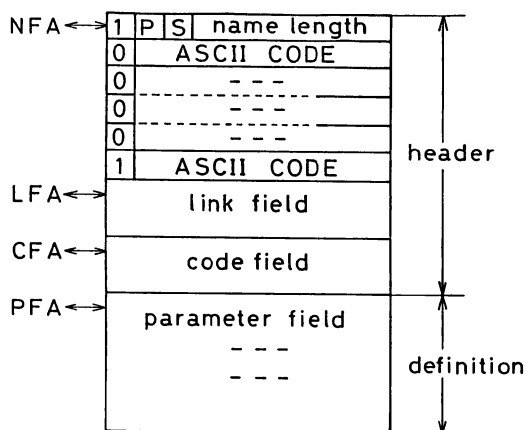 NFA 1 P S name length
0 ASCII CODE
0 - - -
0 - - -
0 - - -
1 ASCII CODE
header
LFA link field
CFA code field
PFA parameter field
- - -
- - -
definition